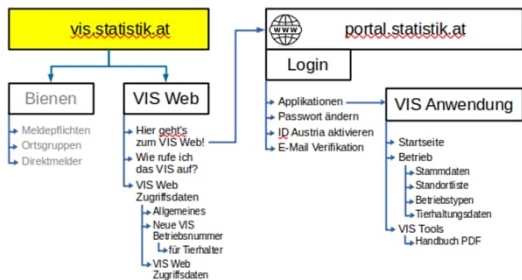 vis.statistik.at
Bienen
Meldepflichten
Ortsgruppen
Direktmelder
VIS Web
Hier geht's
zum VIS Web!
Wie rufe ich
das VIS auf?
VIS Web
Zugriffsdaten
Allgemeines
Neue VIS
Betriebsnummer
für Tierhalter
VIS Web
Zugriffsdaten
WWW
portal.statistik.at
Login
Applikationen
Passwort ändern
ID Austria aktivieren
E-Mail Verifikation
VIS Anwendung
Startseite
Betrieb
Stammdaten
Standortliste
Betriebstypen
Tierhaltungsdaten
VIS Tools
Handbuch PDF